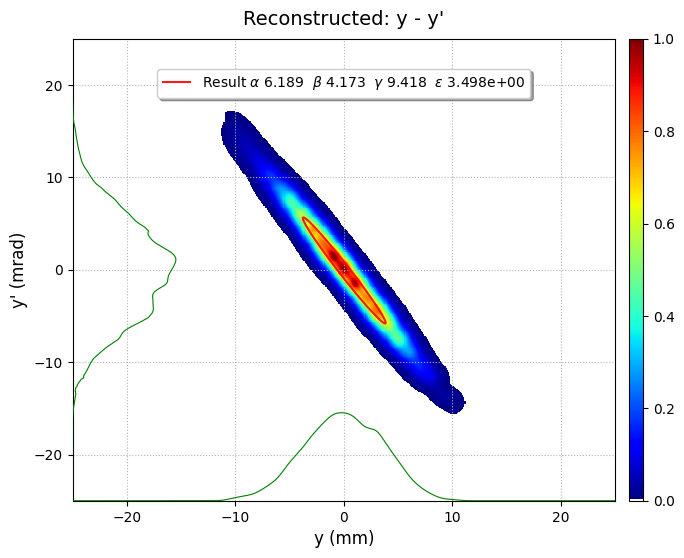 Reconstructed: y - y'
Result α 6.189 β 4.173 γ 9.418 ε 3.498e+00
20
10
0
−10
−20
y' (mrad)
−20 −10 0 10 20
y (mm)
1.0
0.8
0.6
0.4
0.2
0.0